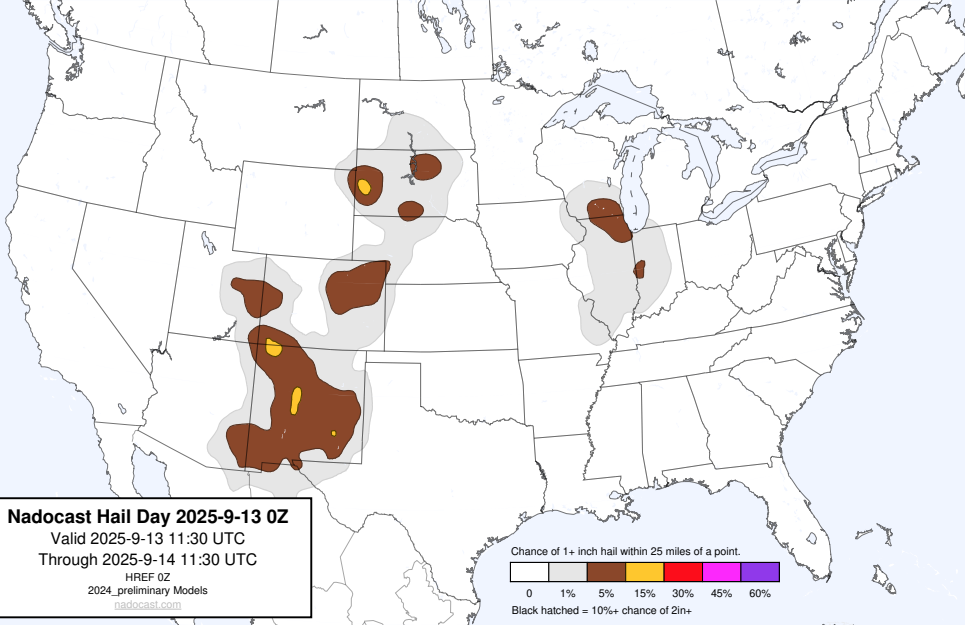 Nadocast Hail Day 2025-9-13 0Z
Valid 2025-9-13 11:30 UTC
Through 2025-9-14 11:30 UTC
HREF 0Z
2024_preliminary Models
nadocast.com
Chance of 1+ inch hail within 25 miles of a point.
0 1% 5% 15% 30% 45% 60%
Black hatched = 10%+ chance of 2in+